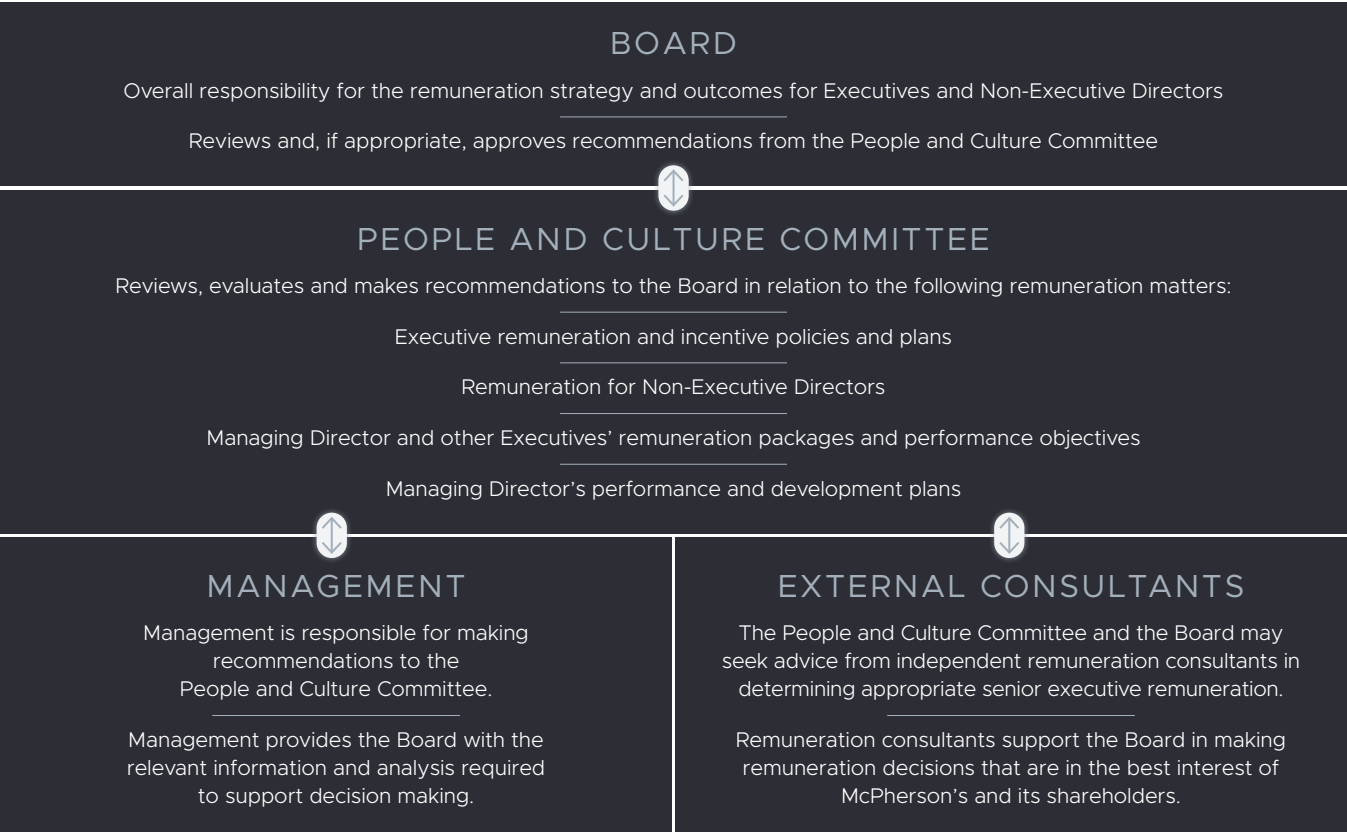 BOARD
Overall responsibility for the remuneration strategy and outcomes for Executives and Non-Executive Directors
Reviews and, if appropriate, approves recommendations from the People and Culture Committee
PEOPLE AND CULTURE COMMITTEE
Reviews, evaluates and makes recommendations to the Board in relation to the following remuneration matters:
Executive remuneration and incentive policies and plans
Remuneration for Non-Executive Directors
Managing Director and other Executives’ remuneration packages and performance objectives
Managing Director’s performance and development plans
MANAGEMENT
Management is responsible for making
recommendations to the
People and Culture Committee.
Management provides the Board with the
relevant information and analysis required
to support decision making.
EXTERNAL CONSULTANTS
The People and Culture Committee and the Board may
seek advice from independent remuneration consultants in
determining appropriate senior executive remuneration.
Remuneration consultants support the Board in making
remuneration decisions that are in the best interest of
McPherson’s and its shareholders.